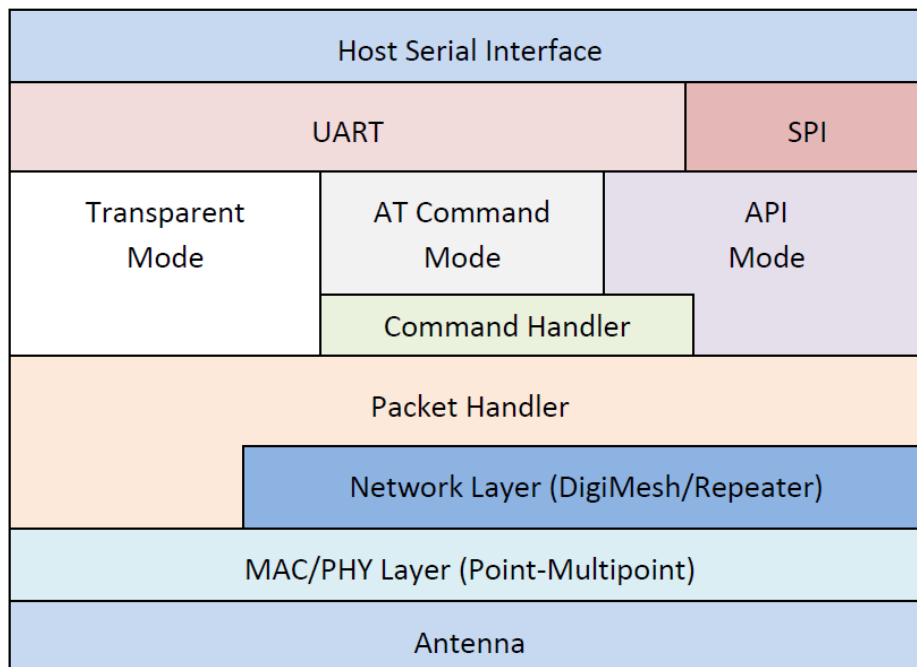 Host Serial Interface
UART
SPI
Transparent
Mode
AT Command
Mode
API
Mode
Command Handler
Packet Handler
Network Layer (DigiMesh/Repeater)
MAC/PHY Layer (Point-Multipoint)
Antenna